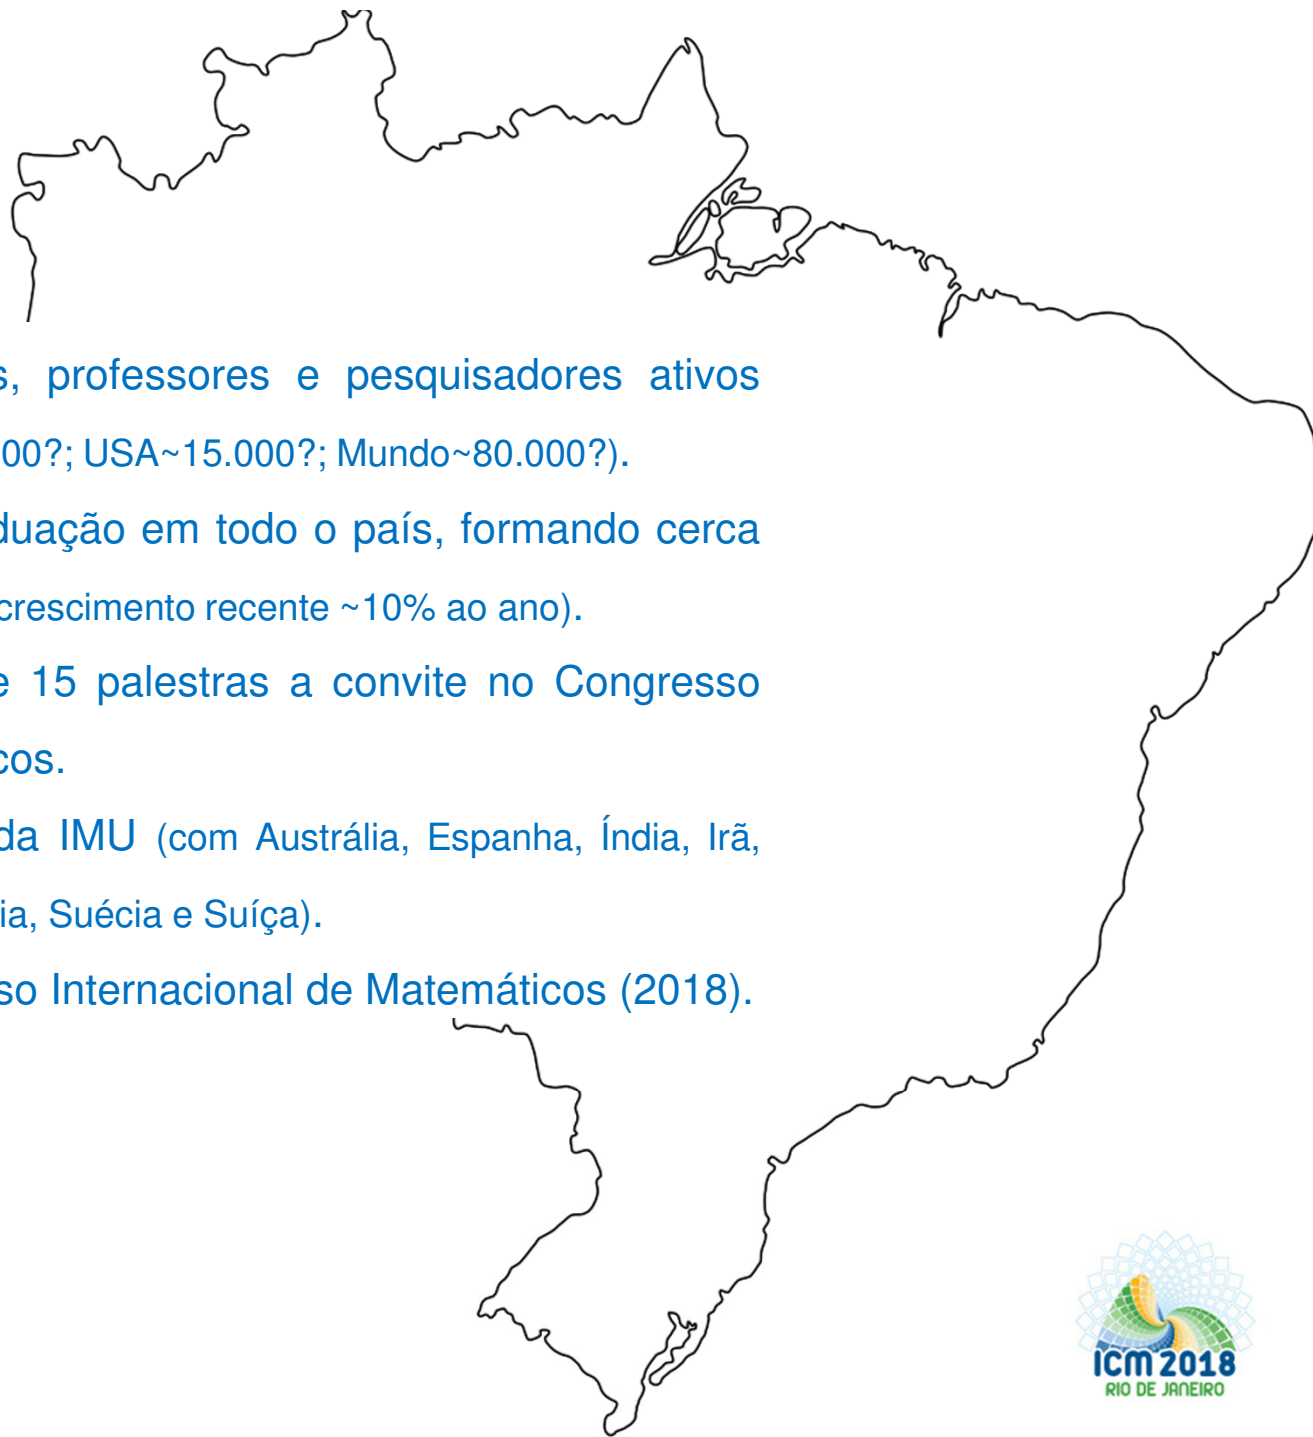 s, professores e pesquisadores ativos
00?; USA~15.000?; Mundo~80.000?).
duação em todo o país, formando cerca
crescimento recente ~10% ao ano).
e 15 palestras a convite no Congresso
cos.
da IMU (com Austrália, Espanha, Índia, Irã,
ia, Suécia e Suíça).
so Internacional de Matemáticos (2018).
ICM 2018
RIO DE JANEIRO